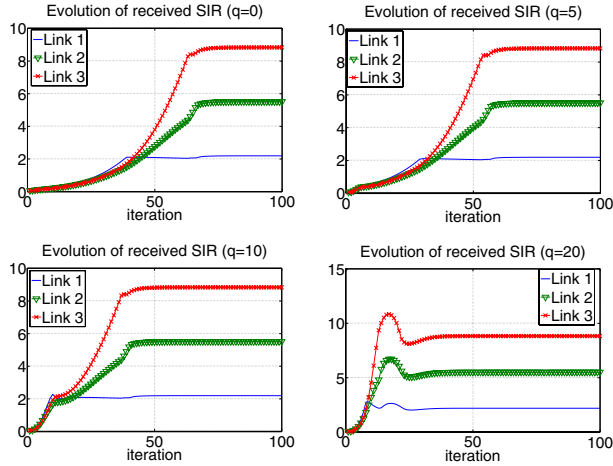 Evolution of received SIR (q=0)
10
8
6
4
2
0
0
50
100
iteration
Link 1
Link 2
Link 3
Evolution of received SIR (q=5)
10
8
6
4
2
0
0
50
100
iteration
Link 1
Link 2
Link 3
Evolution of received SIR (q=10)
10
8
6
4
2
0
0
50
100
iteration
Link 1
Link 2
Link 3
Evolution of received SIR (q=20)
15
10
5
0
0
50
100
iteration
Link 1
Link 2
Link 3